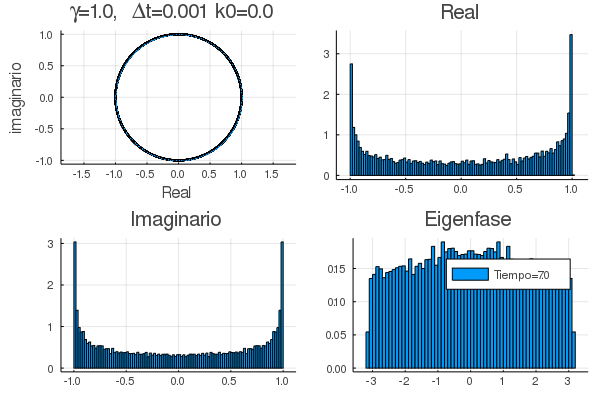 γ=1.0, Δt=0.001 k0=0.0
imaginario
1.0
0.5
0.0
-0.5
-1.0
-1.5 -1.0 -0.5 0.0 0.5 1.0 1.5
Real
Real
3
2
1
0
-1.0 -0.5 0.0 0.5 1.0
Imaginario
3
2
1
0
-1.0 -0.5 0.0 0.5 1.0
Eigenfase
0.15
0.10
0.05
0.00
-3 -2 -1 0 1 2 3
Tiempo=7.0